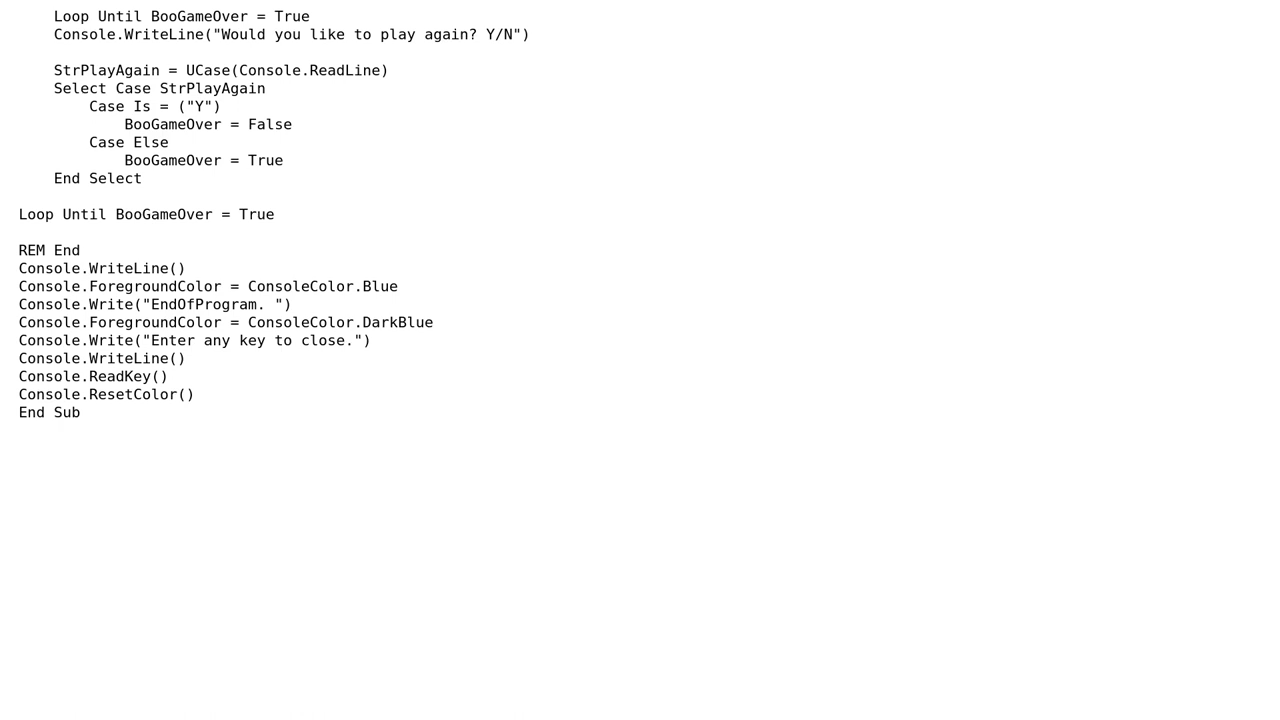 Loop Until BooGameOver = True
Console.WriteLine("Would you like to play again? Y/N")
StrPlayAgain = UCase(Console.ReadLine)
Select Case StrPlayAgain
Case Is = ("Y")
BooGameOver = False
Case Else
BooGameOver = True
End Select
Loop Until BooGameOver = True
REM End
Console.WriteLine()
Console.ForegroundColor = ConsoleColor.Blue
Console.Write("EndOfProgram. ")
Console.ForegroundColor = ConsoleColor.DarkBlue
Console.Write("Enter any key to close.")
Console.WriteLine()
Console.ReadKey()
Console.ResetColor()
End Sub